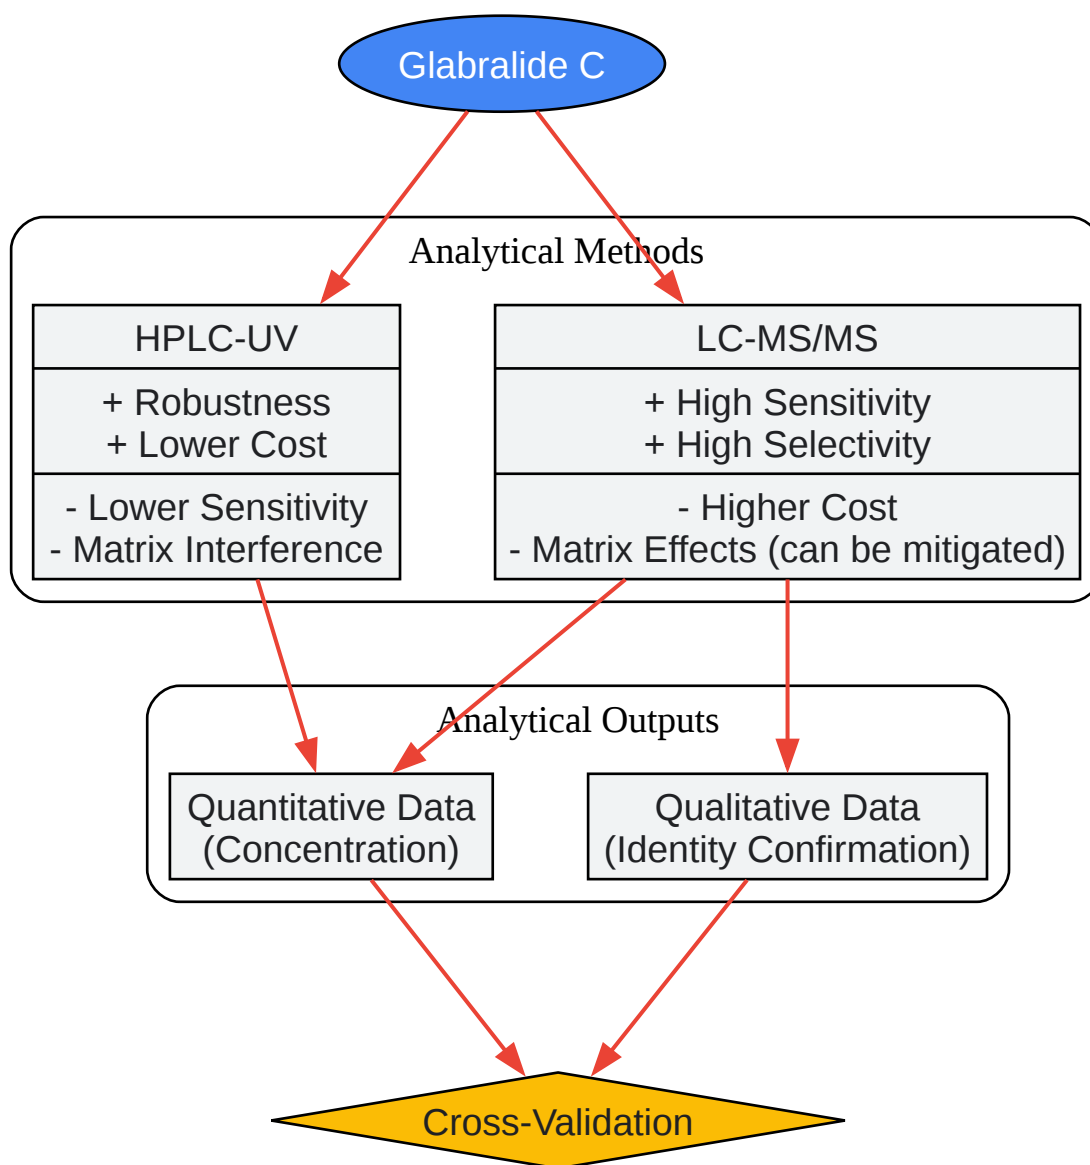 Glabralide C
Analytical Methods
HPLC-UV
+ Robustness
+ Lower Cost
- Lower Sensitivity
- Matrix Interference
LC-MS/MS
+ High Sensitivity
+ High Selectivity
- Higher Cost
- Matrix Effects (can be mitigated)
Analytical Outputs
Quantitative Data
(Concentration)
Qualitative Data
(Identity Confirmation)
Cross-Validation